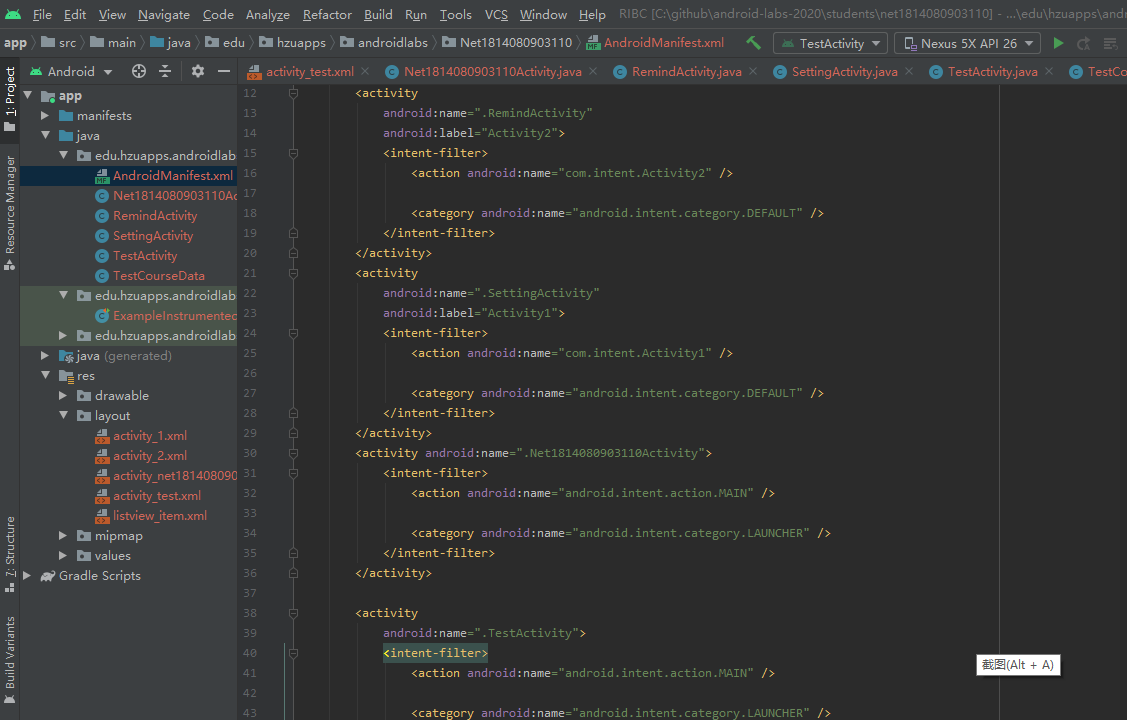 File Edit View Navigate Code Analyze Refactor Build Run Tools VCS Window Help RIBC [C:\github\android-labs-2020\students\net1814080903110] - ...\edu\hzuapps\and
app src main java edu hzuapps androidlabs Net1814080903110 AndroidManifest.xml TestActivity Nexus 5X API 26
Android activity_test.xml Net1814080903110Activity.java RemindActivity.java SettingActivity.java TestActivity.java TestCo
1: Project
Resource Manager
7: Structure
Build Variants
app
manifests
java
edu.hzuapps.androidlab
AndroidManifest.xml
Net1814080903110Ac
RemindActivity
SettingActivity
TestActivity
TestCourseData
edu.hzuapps.androidlab
ExampleInstrumented
edu.hzuapps.androidlab
java (generated)
res
drawable
layout
activity_1.xml
activity_2.xml
activity_net181408090
activity_test.xml
listview_item.xml
mipmap
values
Gradle Scripts
12 <activity
13 android:name=".RemindActivity"
14 android:label="Activity2">
15 <intent-filter>
16 <action android:name="com.intent.Activity2" />
17
18 <category android:name="android.intent.category.DEFAULT" />
19 </intent-filter>
20 </activity>
21 <activity
22 android:name=".SettingActivity"
23 android:label="Activity1">
24 <intent-filter>
25 <action android:name="com.intent.Activity1" />
26
27 <category android:name="android.intent.category.DEFAULT" />
28 </intent-filter>
29 </activity>
30 <activity android:name=".Net1814080903110Activity">
31 <intent-filter>
32 <action android:name="android.intent.action.MAIN" />
33
34 <category android:name="android.intent.category.LAUNCHER" />
35 </intent-filter>
36 </activity>
37
38 <activity
39 android:name=".TestActivity">
40 <intent-filter>
41 <action android:name="android.intent.action.MAIN" />
42
43 <category android:name="android.intent.category.LAUNCHER" />
截图(Alt + A)